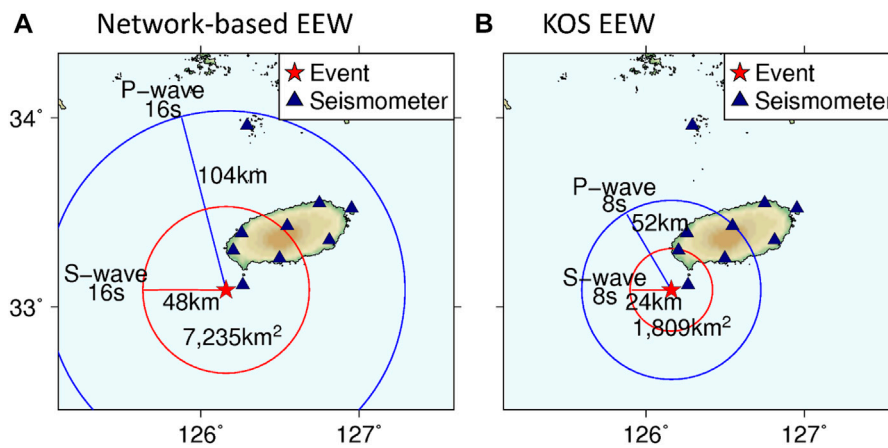 A Network-based EEW
Event
Seismometer
P-wave
16s
104km
S-wave
16s
48km
7,235km²
34°
33°
126°
127°
B KOS EEW
Event
Seismometer
P-wave
8s
52km
S-wave
8s
24km
1,809km²
126°
127°